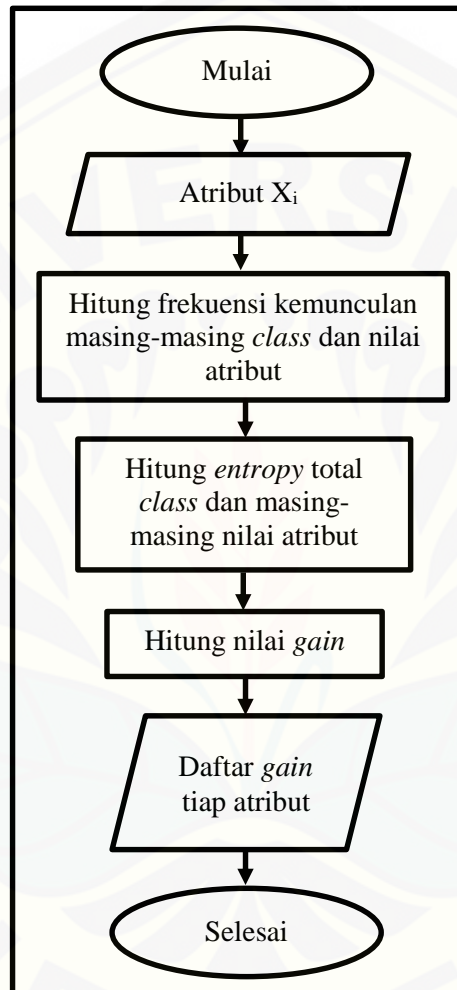 Mulai
Atribut Xi
Hitung frekuensi kemunculan
masing-masing class dan nilai
atribut
Hitung entropy total
class dan masing-
masing nilai atribut
Hitung nilai gain
Daftar gain
tiap atribut
Selesai